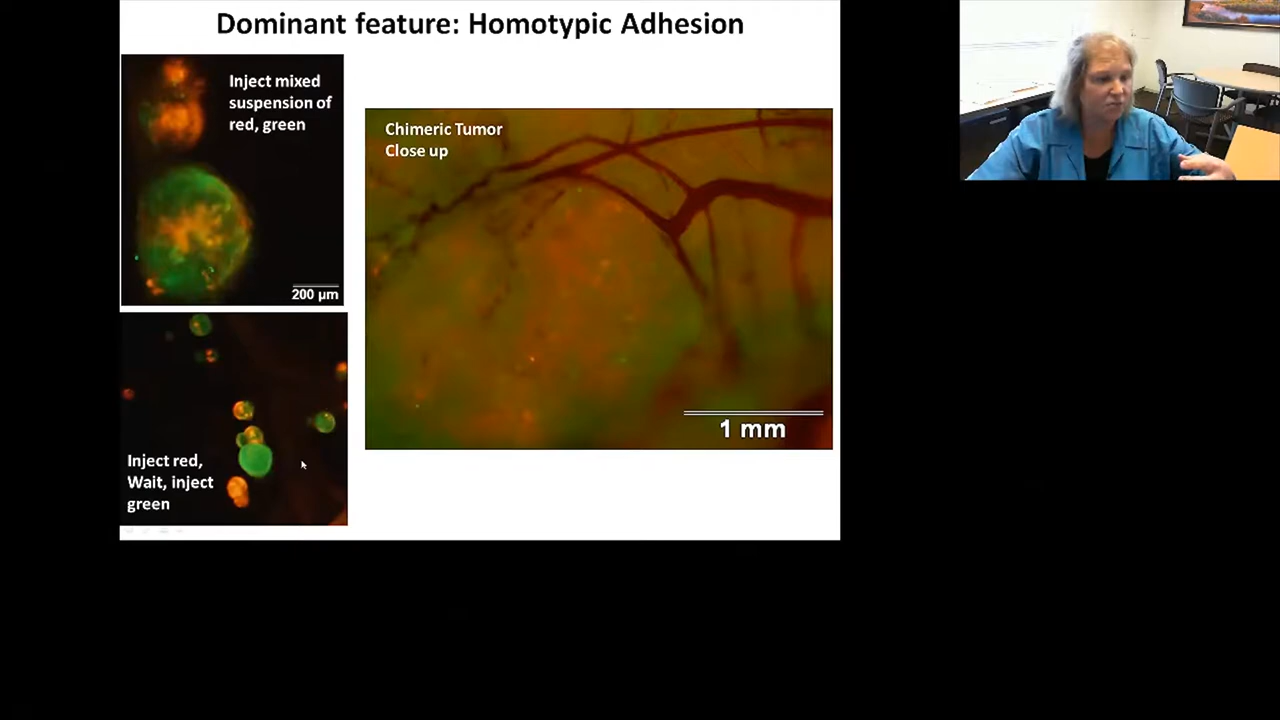 Dominant feature: Homotypic Adhesion
Inject mixed
suspension of
red, green
200 µm
Chimeric Tumor
Close up
1 mm
Inject red,
Wait, inject
green